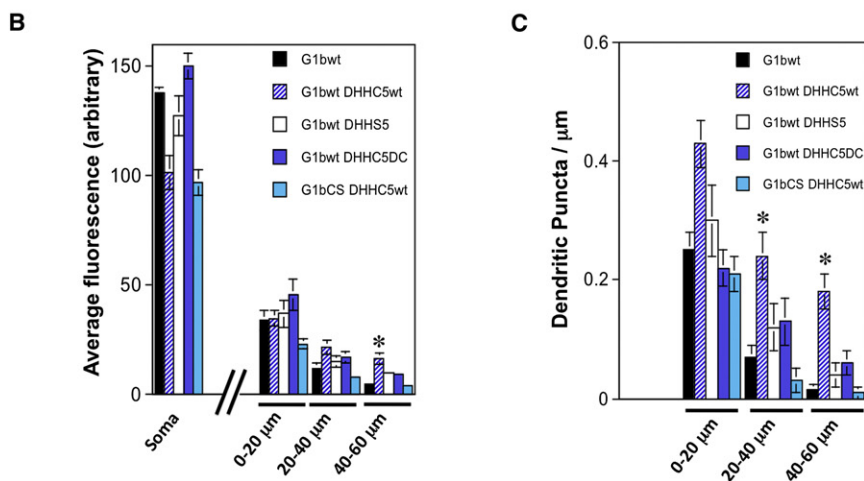 B
Average fluorescence (arbitrary)
150
100
50
0
G1bwt
G1bwt DHHC5wt
G1bwt DHHS5
G1bwt DHHC5DC
G1bCS DHHC5wt
*
Soma
0-20 μm
20-40 μm
40-60 μm
C
Dendritic Puncta / μm
0.6
0.4
0.2
0
G1bwt
G1bwt DHHC5wt
G1bwt DHHS5
G1bwt DHHC5DC
G1bCS DHHC5wt
*
*
0-20 μm
20-40 μm
40-60 μm